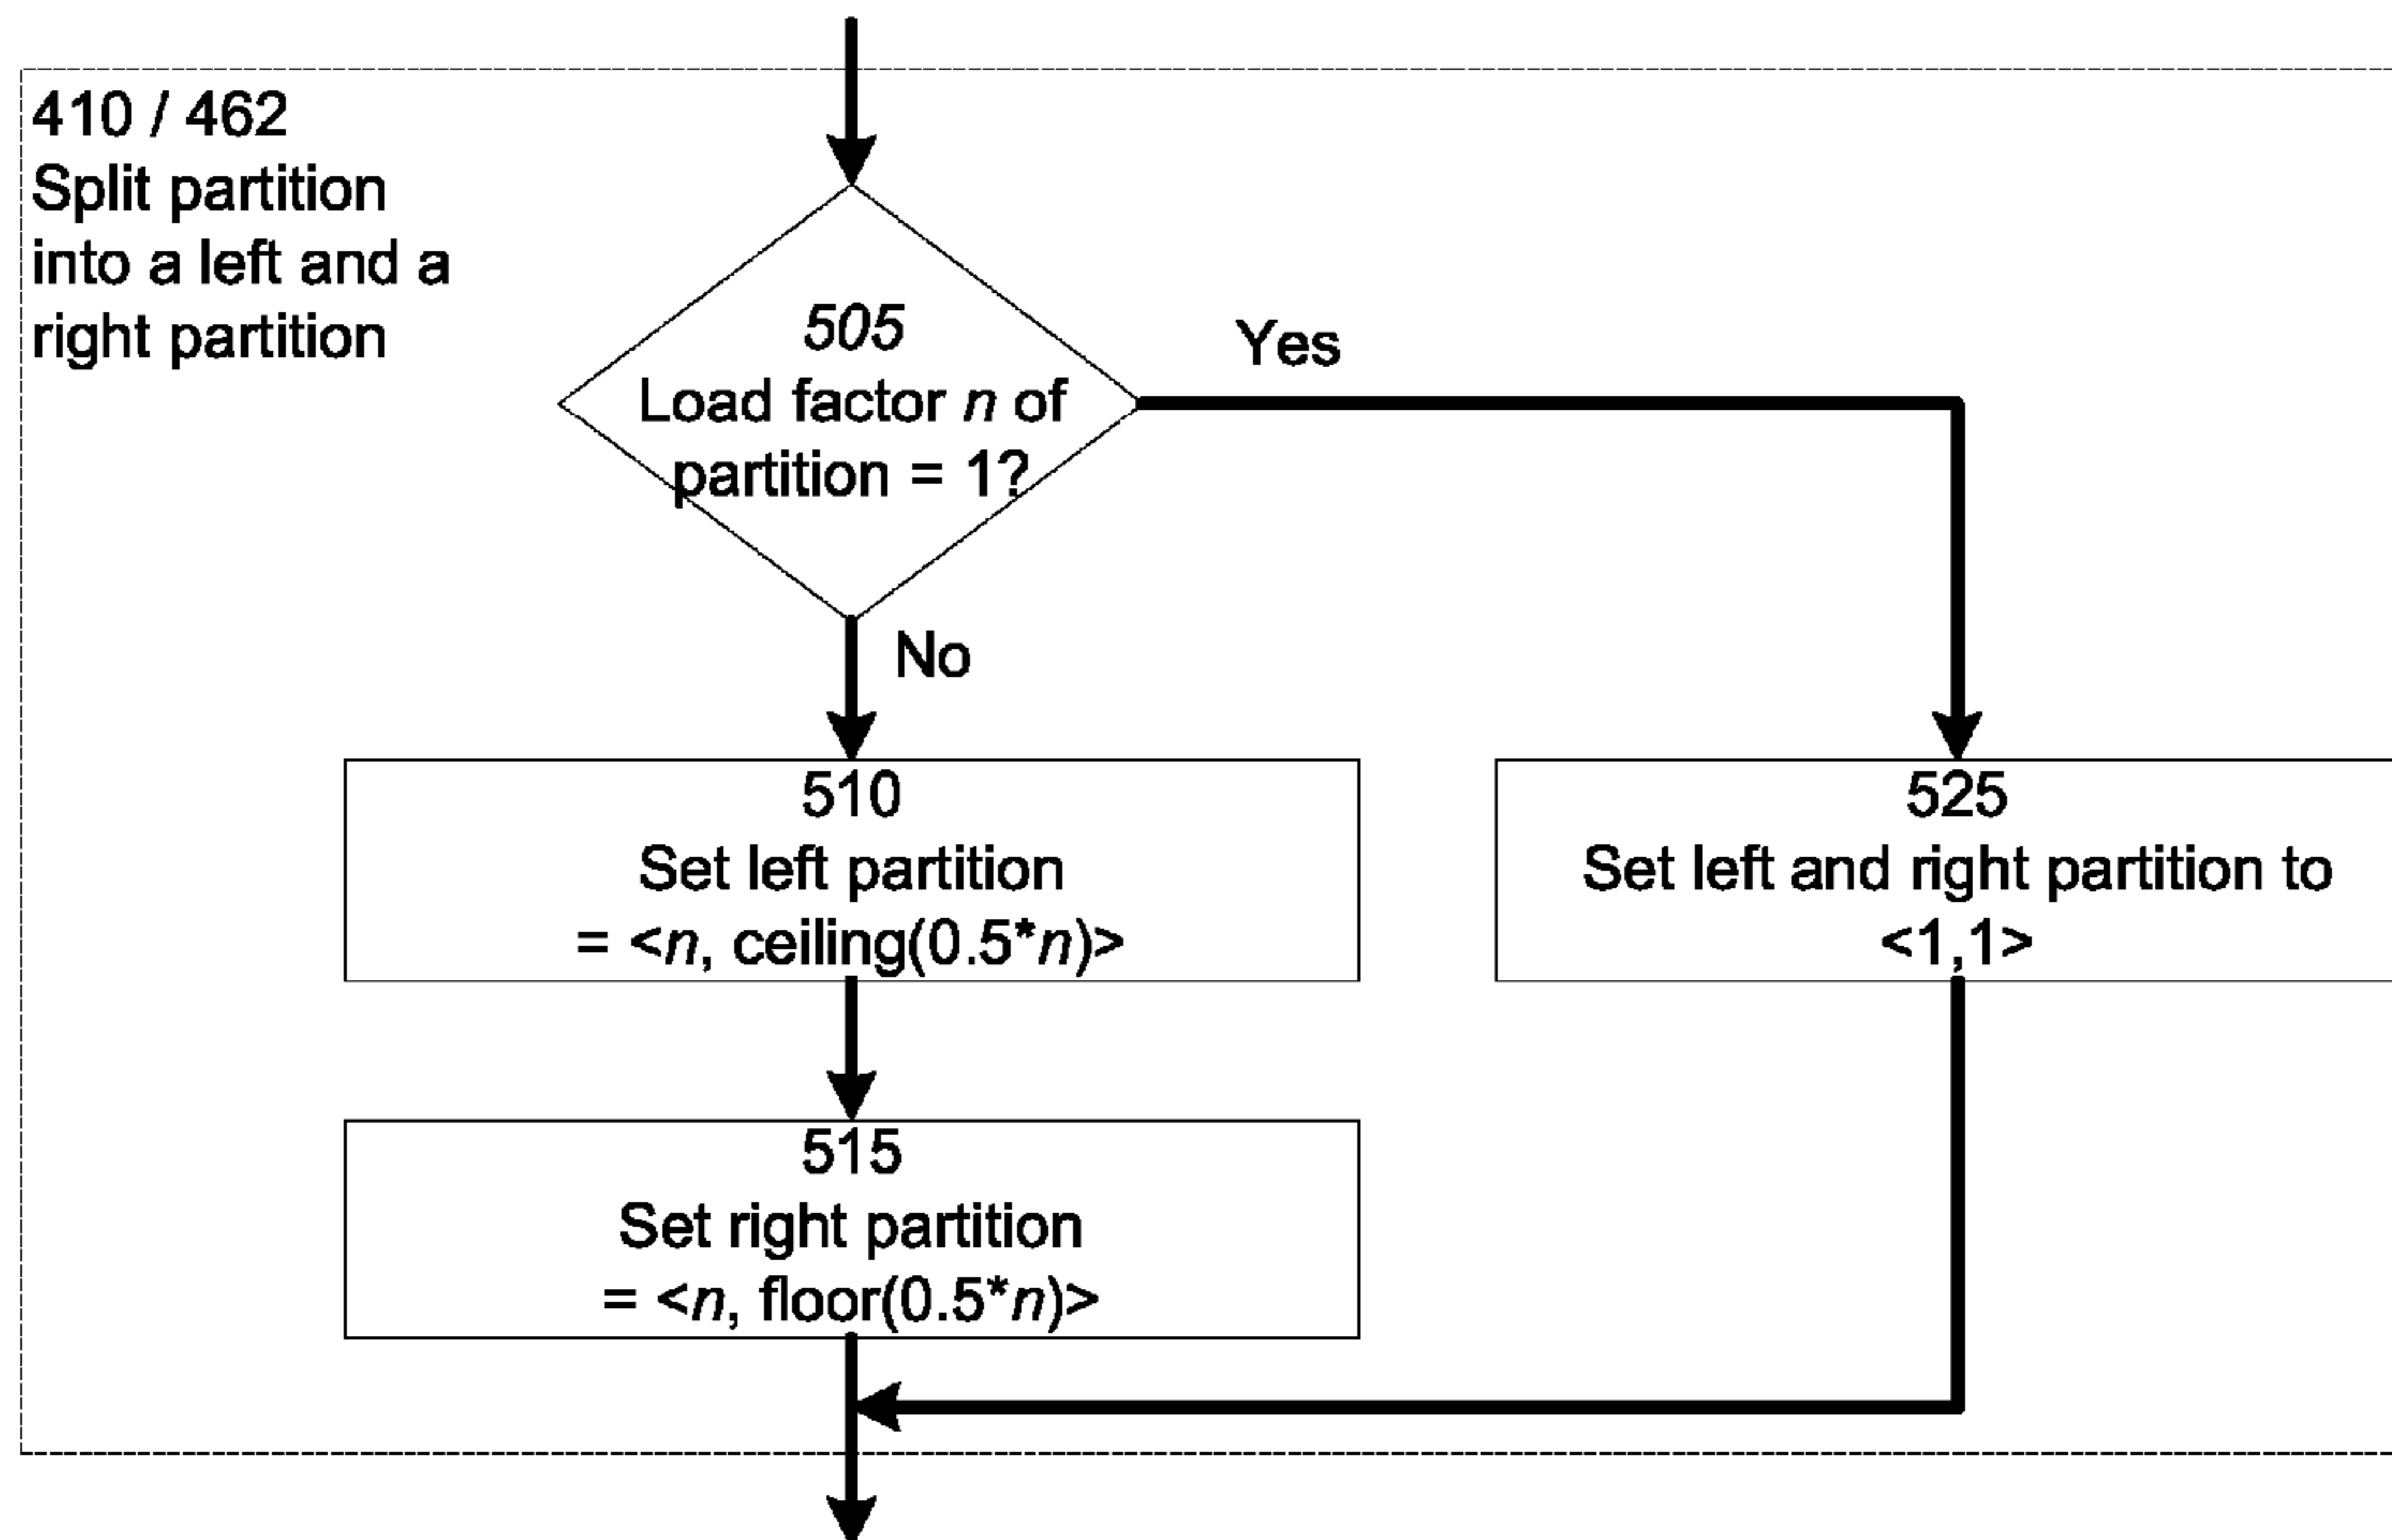 410 / 462
Split partition
into a left and a
right partition
505
Load factor n of
partition = 1?
Yes
No
510
Set left partition
= <n, ceiling(0.5*n)>
525
Set left and right partition to
<1,1>
515
Set right partition
= <n, floor(0.5*n)>